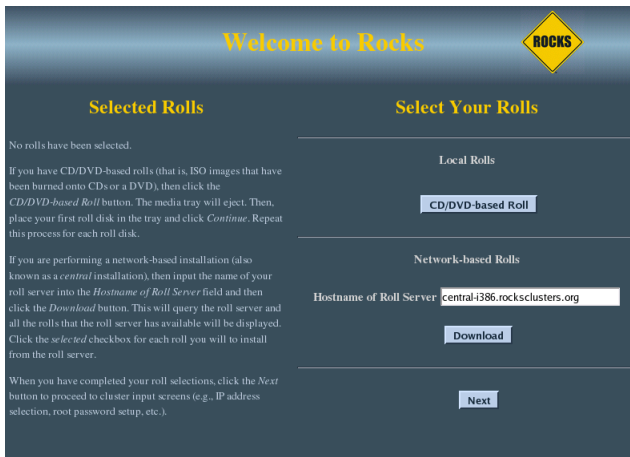 Welcome to Rocks
ROCKS
Selected Rolls
No rolls have been selected.
If you have CD/DVD-based rolls (that is, ISO images that have
been burned onto CDs or a DVD), then click the
CD/DVD-based Roll button. The media tray will eject. Then,
place your first roll disk in the tray and click Continue. Repeat
this process for each roll disk.
If you are performing a network-based installation (also
known as a central installation), then input the name of your
roll server into the Hostname of Roll Server field and then
click the Download button. This will query the roll server and
all the rolls that the roll server has available will be displayed.
Click the selected checkbox for each roll you will to install
from the roll server.
When you have completed your roll selections, click the Next
button to proceed to cluster input screens (e.g., IP address
selection, root password setup, etc.).
Select Your Rolls
Local Rolls
CD/DVD-based Roll
Network-based Rolls
Hostname of Roll Server central-i386.rocksclusters.org
Download
Next